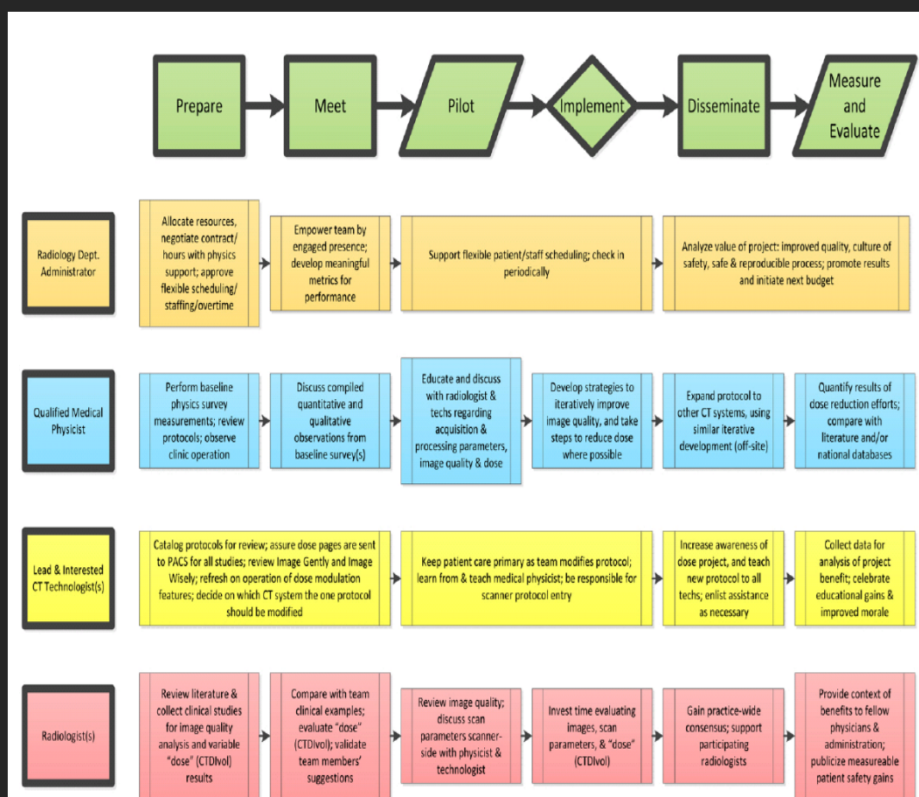 Prepare
Meet
Pilot
Implement
Disseminate
Measure
and
Evaluate
Radiology Dept.
Administrator
Allocate resources,
negotiate contract/
hours with physics
support; approve
flexible scheduling/
staffing/overtime
Empower team by
engaged presence;
develop meaningful
metrics for
performance
Support flexible patient/staff scheduling; check in
periodically
Analyze value of project: improved quality, culture of
safety, safe & reproducible process; promote results
and initiate next budget
Qualified Medical
Physicist
Perform baseline
physics survey
measurements; review
protocols; observe
clinic operation
Discuss compiled
quantitative and
qualitative
observations from
baseline survey(s)
Educate and discuss
with radiologist &
techs regarding
acquisition &
processing parameters,
image quality & dose
Develop strategies to
iteratively improve
image quality, and take
steps to reduce dose
where possible
Expand protocol to
other CT systems, using
similar iterative
development (off-site)
Quantify results of
dose reduction efforts;
compare with
literature and/or
national databases
Lead & Interested
CT Technologist(s)
Catalog protocols for review; assure dose pages are sent
to PACS for all studies; review Image Gently and Image
Wisely; refresh on operation of dose modulation
features; decide on which CT system the one protocol
should be modified
Keep patient care primary as team modifies protocol;
learn from & teach medical physicist; be responsible for
scanner protocol entry
Increase awareness of
dose project, and teach
new protocol to all
techs; enlist assistance
as necessary
Collect data for
analysis of project
benefit; celebrate
educational gains &
improved morale
Radiologist(s)
Review literature &
collect clinical studies
for image quality
analysis and variable
"dose" (CTDIvol)
results
Compare with team
clinical examples;
evaluate "dose"
(CTDIvol); validate
team members'
suggestions
Review image quality;
discuss scan
parameters scanner-
side with physicist &
technologist
Invest time evaluating
images, scan
parameters, & "dose"
(CTDIvol)
Gain practice-wide
consensus; support
participating
radiologists
Provide context of
benefits to fellow
physicians &
administration;
publicize measureable
patient safety gains